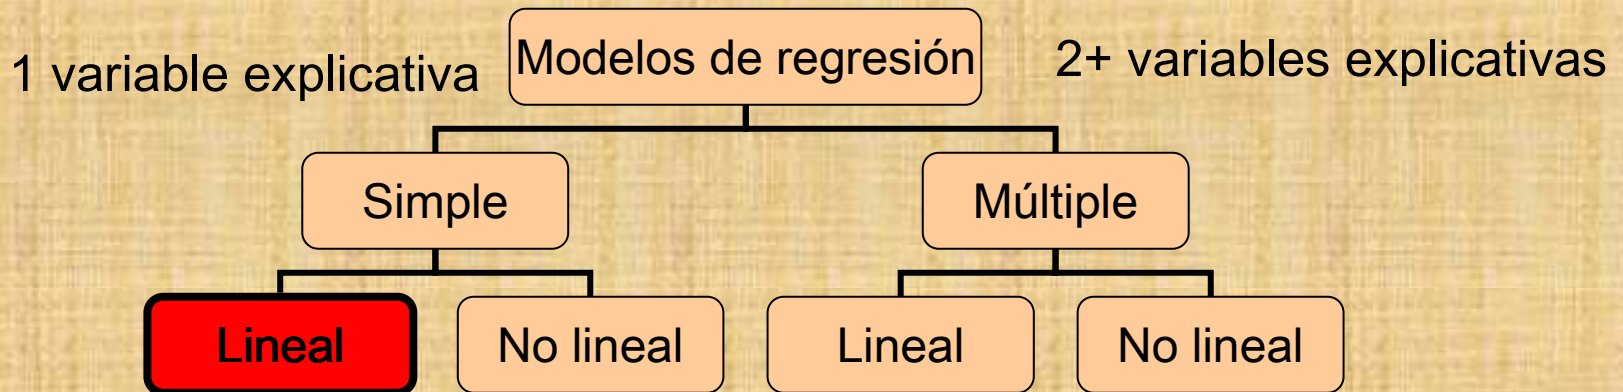 1 variable explicativa
Modelos de regresión
2+ variables explicativas
Simple
Múltiple
Lineal
No lineal
Lineal
No lineal